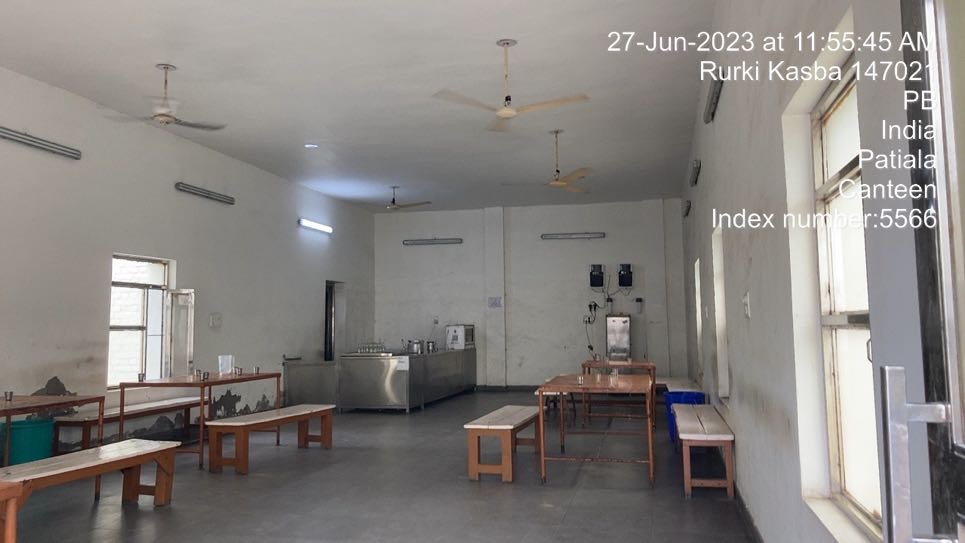 27-Jun-2023 at 11:55:45 AM
Rurki Kasba 147021
PB
India
Patiala
Canteen
Index number:5566